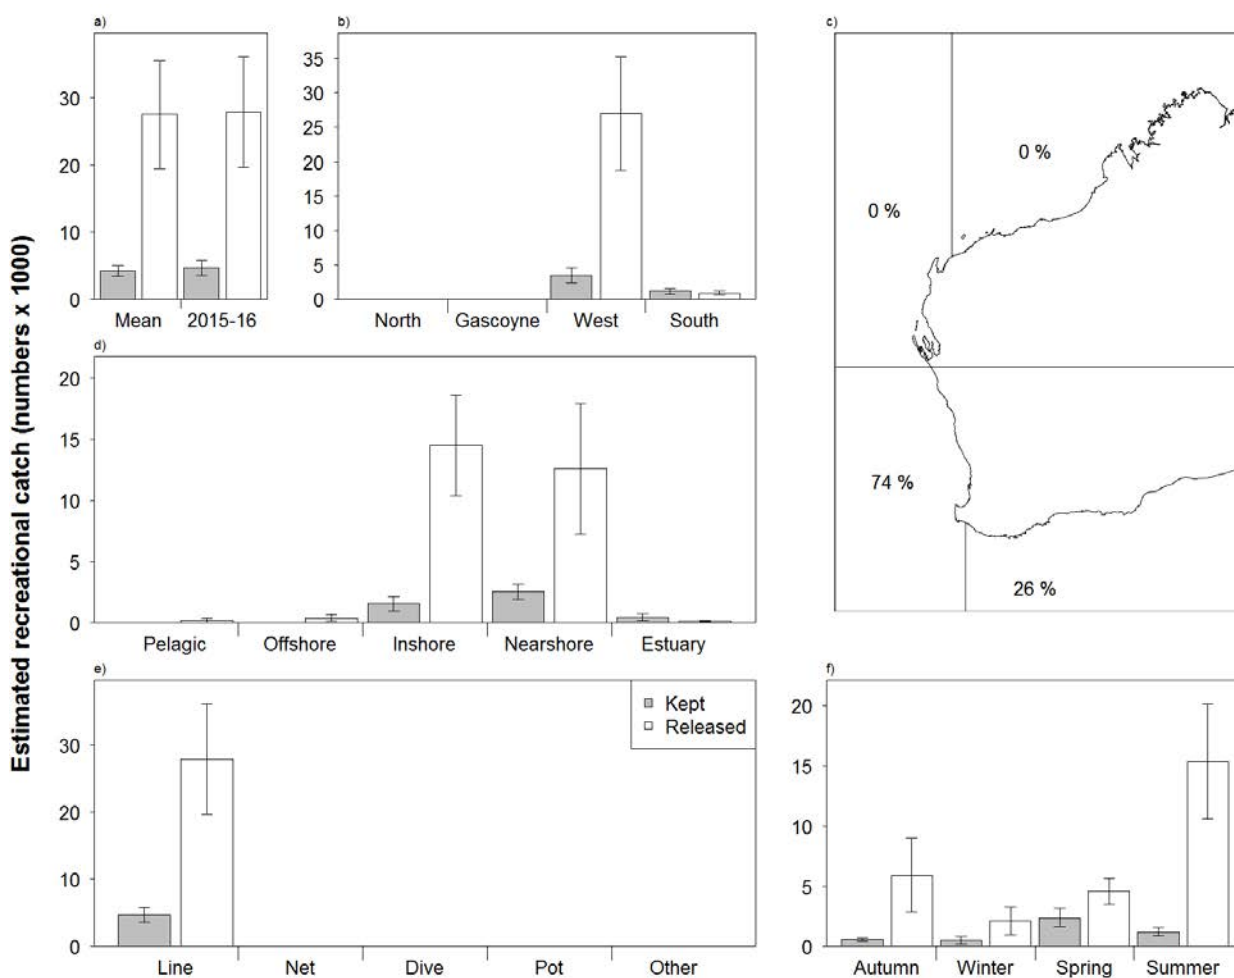 Estimated recreational catch (numbers x 1000)
a)
30
20
10
0
Mean 2015-16
b)
35
30
25
20
15
10
5
0
North Gascoyne West South
c)
0 %
0 %
74 %
26 %
d)
20
15
10
5
0
Pelagic Offshore Inshore Nearshore Estuary
e)
30
20
10
0
Kept
Released
Line Net Dive Pot Other
f)
20
15
10
5
0
Autumn Winter Spring Summer